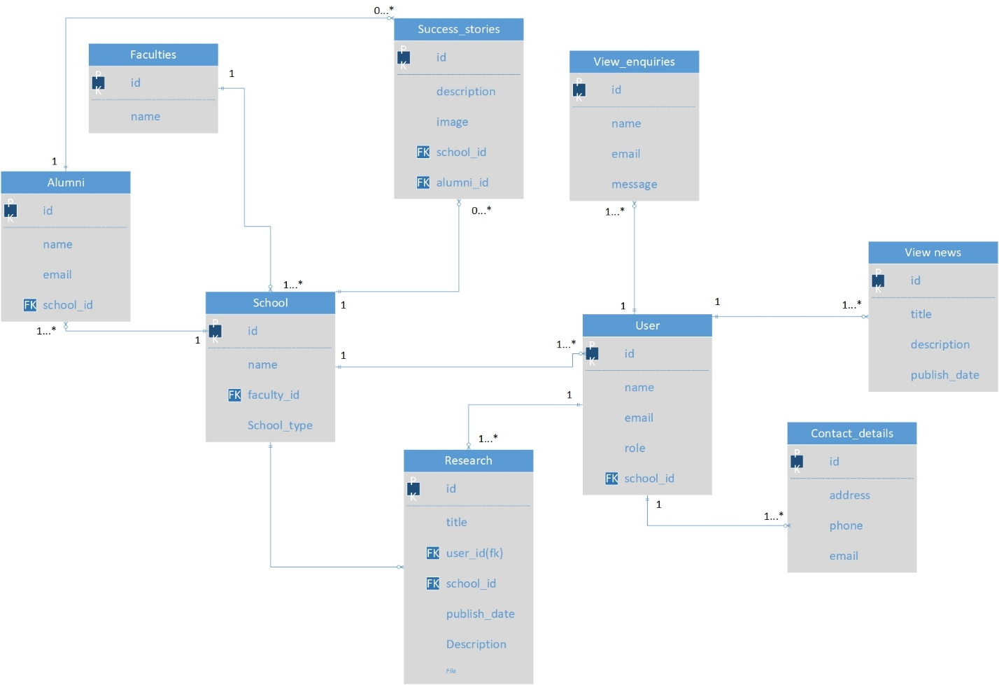 0...*
Success_stories
PK
id
description
image
FK school_id
FK alumni_id
0...*
Faculties
PK
id
name
1
View_enquiries
PK
id
name
email
message
1...*
1
Alumni
PK
id
name
email
FK school_id
1...*
1
1...*
School
PK
id
name
FK faculty_id
School_type
1
1
View news
PK
id
title
description
publish_date
1
1...*
1
User
PK
id
name
email
role
FK school_id
1...*
1
1...*
Research
PK
id
title
FK user_id(fk)
FK school_id
publish_date
Description
File
1
1...*
Contact_details
PK
id
address
phone
email